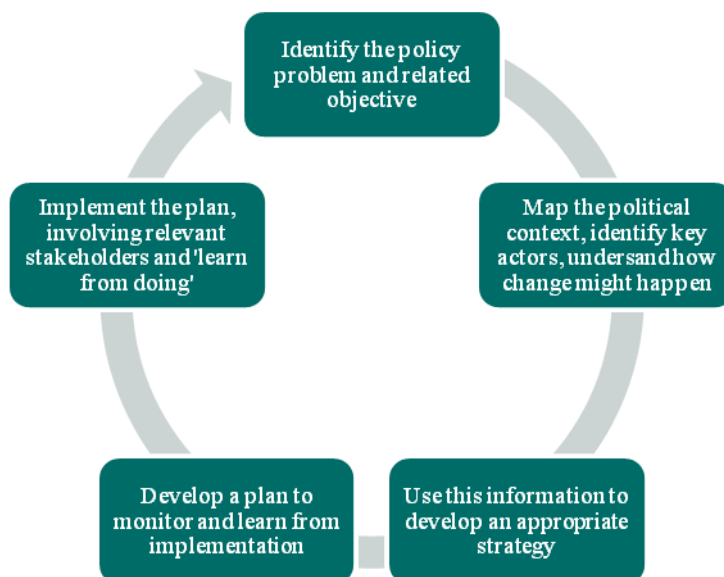 Identify the policy
problem and related
objective
Map the political
context, identify key
actors, undersand how
change might happen
Use this information to
develop an appropriate
strategy
Develop a plan to
monitor and learn from
implementation
Implement the plan,
involving relevant
stakeholders and 'learn
from doing'